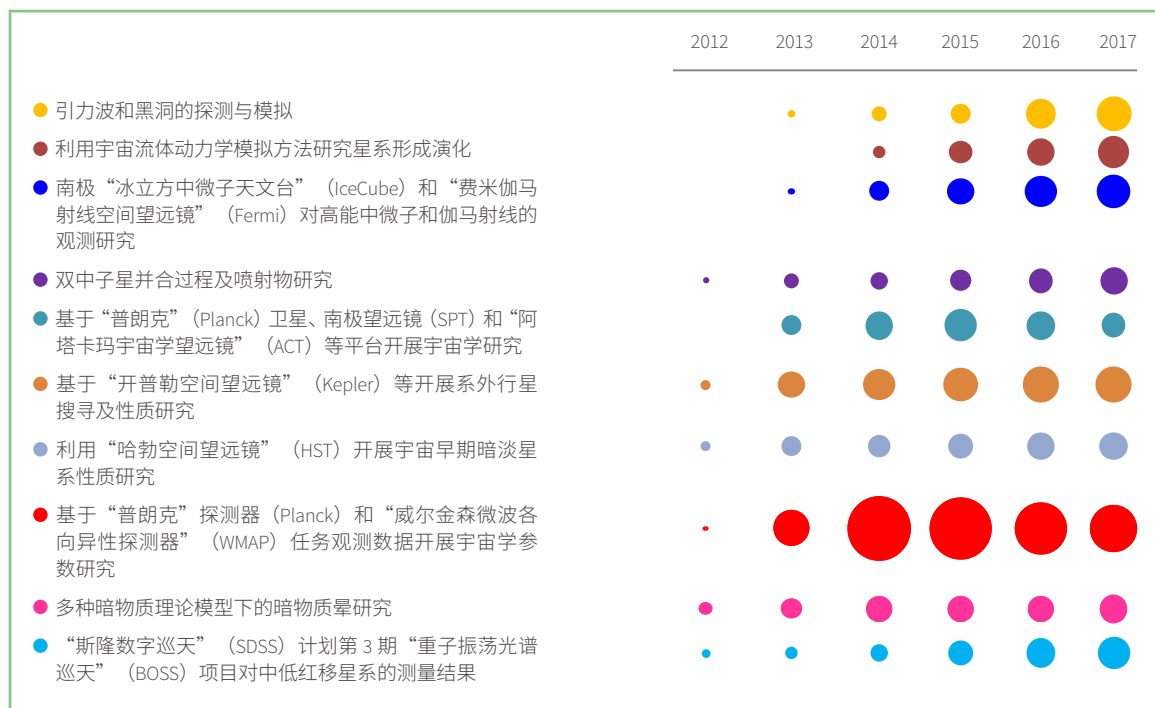 2012 2013 2014 2015 2016 2017
引力波和黑洞的探测与模拟
利用宇宙流体动力学模拟方法研究星系形成演化
南极“冰立方中微子天文台”（IceCube）和“费米伽马
射线空间望远镜”（Fermi）对高能中微子和伽马射线的
观测研究
双中子星并合过程及喷射物研究
基于“普朗克”（Planck）卫星、南极望远镜（SPT）和“阿
塔卡玛宇宙学望远镜”（ACT）等平台开展宇宙学研究
基于“开普勒空间望远镜”（Kepler）等开展系外行星
搜寻及性质研究
利用“哈勃空间望远镜”（HST）开展宇宙早期暗淡星
系性质研究
基于“普朗克”探测器（Planck）和“威尔金森微波各
向异性探测器”（WMAP）任务观测数据开展宇宙学参
数研究
多种暗物质理论模型下的暗物质晕研究
“斯隆数字巡天”（SDSS）计划第 3 期“重子振荡光谱
巡天”（BOSS）项目对中低红移星系的测量结果